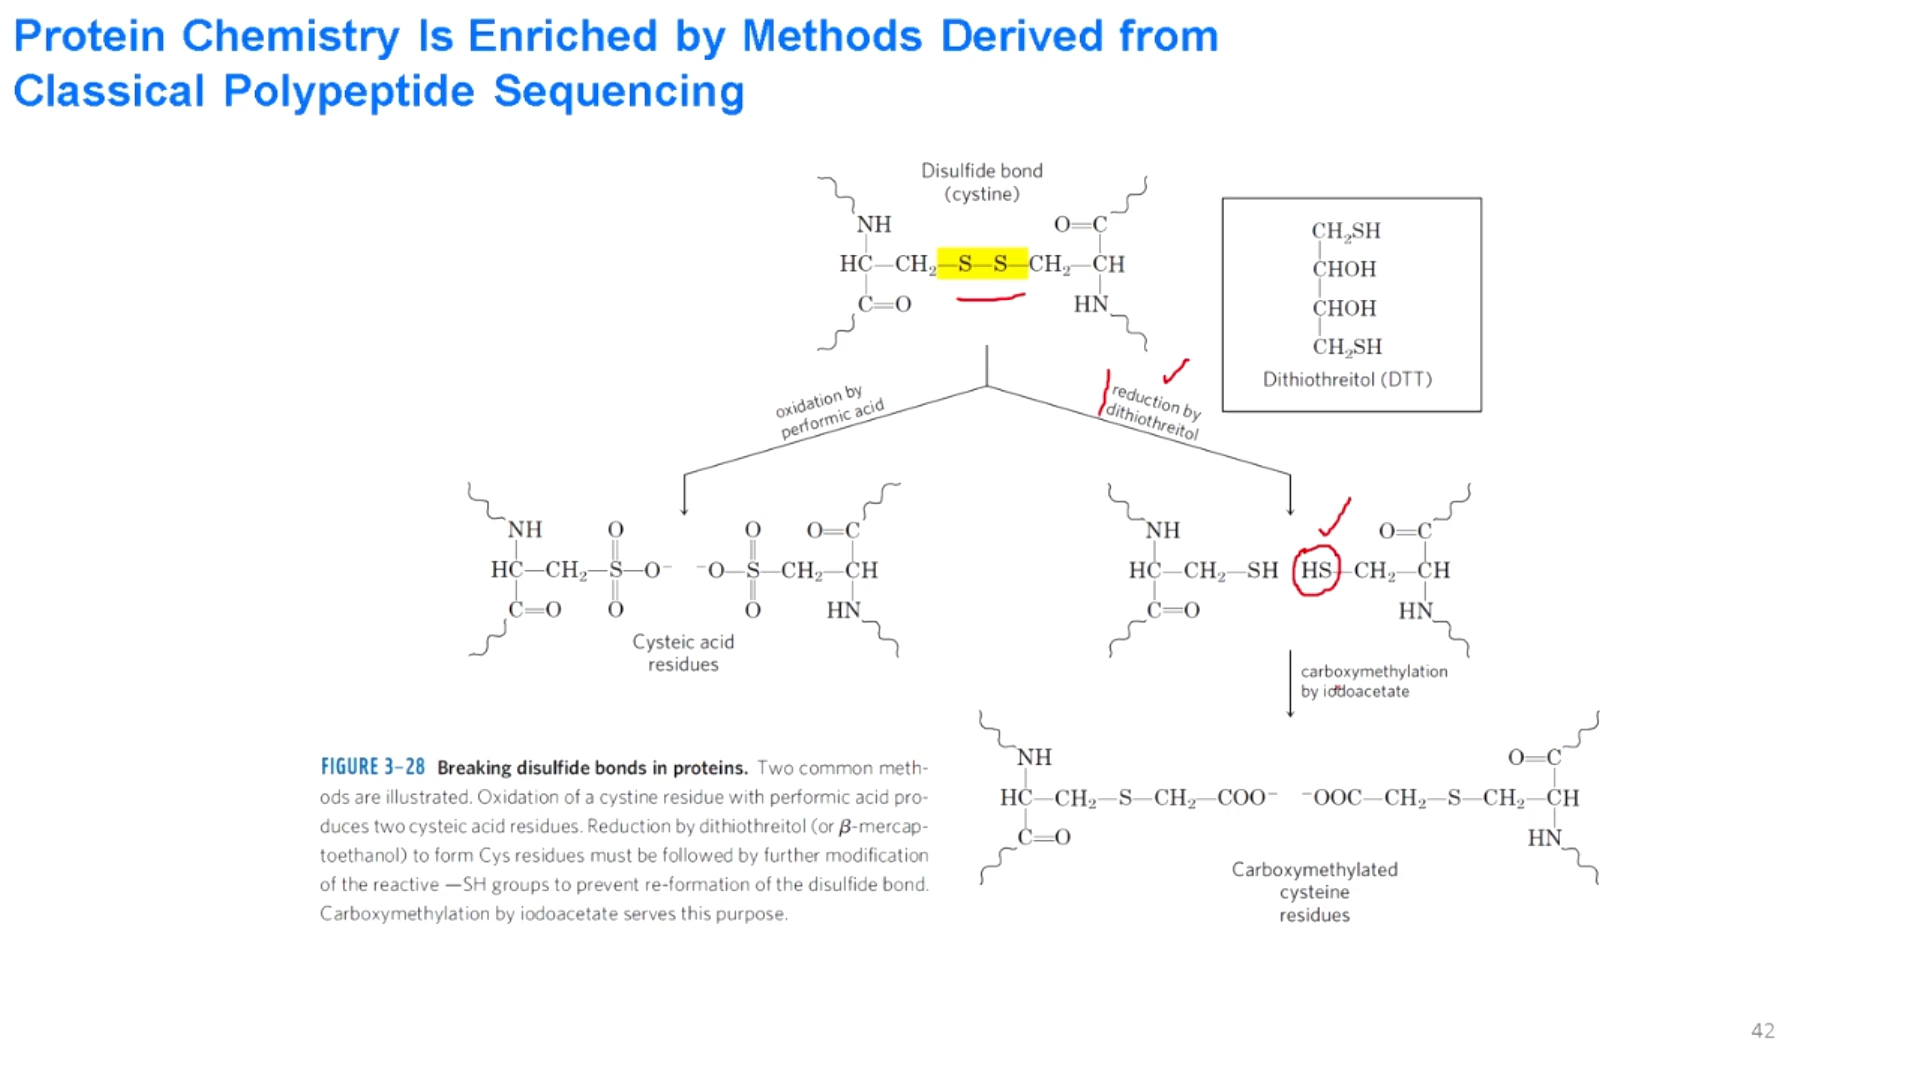 Protein Chemistry Is Enriched by Methods Derived from
Classical Polypeptide Sequencing
Disulfide bond
(cystine)
NH
O=C
HC—CH₂—S—S—CH₂—CH
C=O
HN
CH₂SH
CHOH
CHOH
CH₂SH
Dithiothreitol (DTT)
oxidation by
performic acid
reduction by
dithiothreitol
NH
O
O
O=C
HC—CH₂—S—O⁻ ⁻O—S—CH₂—CH
C=O
O
O
HN
Cysteic acid
residues
NH
O=C
HC—CH₂—SH HS—CH₂—CH
C=O
HN
carboxymethylation
by iodoacetate
NH
O=C
HC—CH₂—S—CH₂—COO⁻ ⁻OOC—CH₂—S—CH₂—CH
C=O
HN
Carboxymethylated
cysteine
residues
FIGURE 3–28 Breaking disulfide bonds in proteins. Two common meth-
ods are illustrated. Oxidation of a cystine residue with performic acid pro-
duces two cysteic acid residues. Reduction by dithiothreitol (or β-mercap-
toethanol) to form Cys residues must be followed by further modification
of the reactive —SH groups to prevent re-formation of the disulfide bond.
Carboxymethylation by iodoacetate serves this purpose.
42